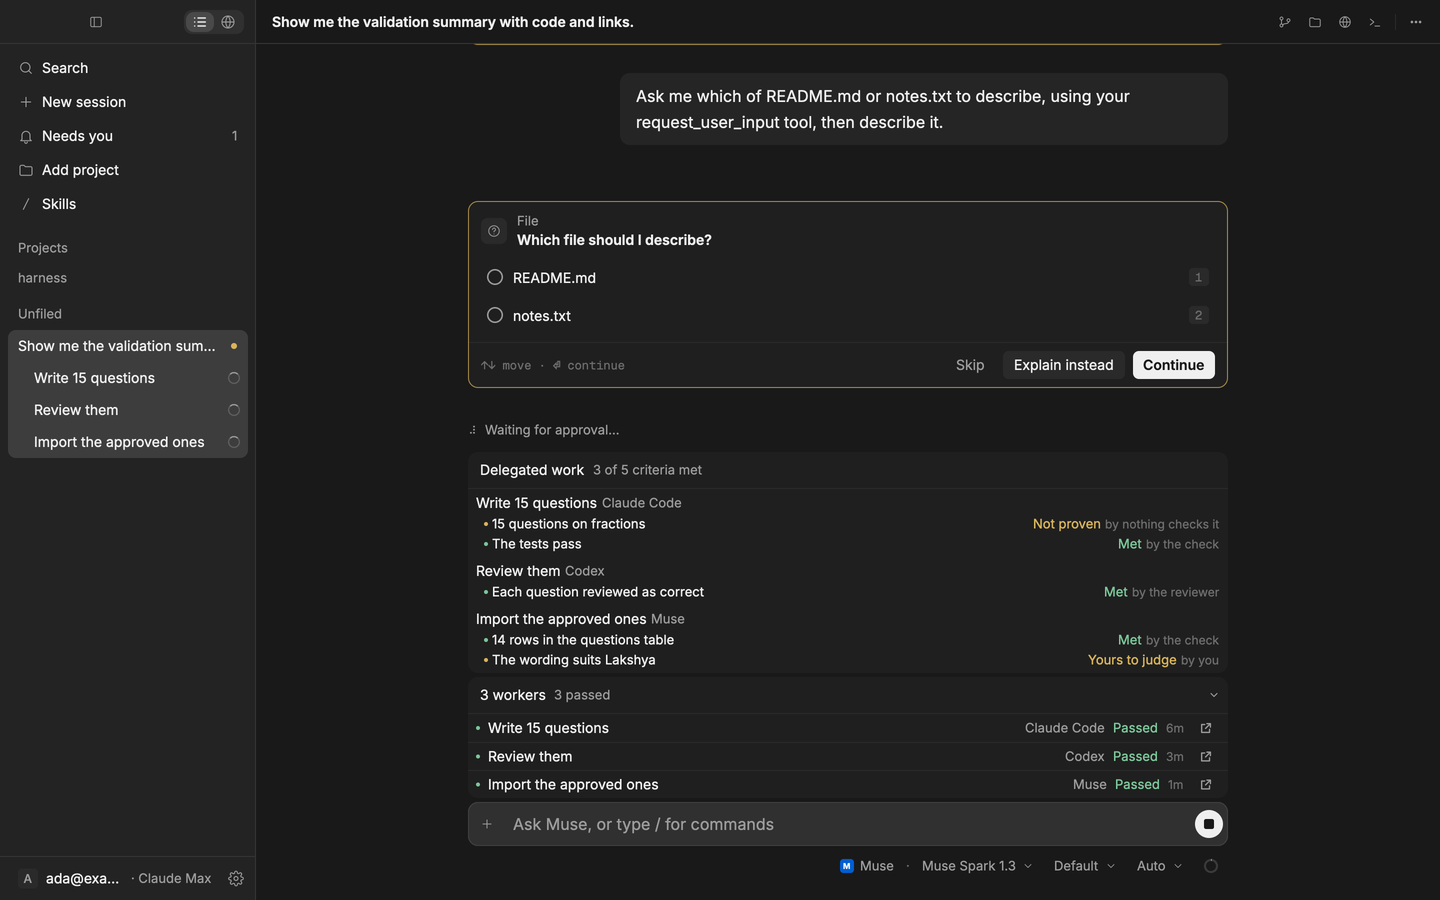 Show me the validation summary with code and links.
Search
New session
Needs you 1
Add project
Skills
Projects
harness
Unfiled
Show me the validation sum...
Write 15 questions
Review them
Import the approved ones
A ada@exa... · Claude Max
Ask me which of README.md or notes.txt to describe, using your
request_user_input tool, then describe it.
File
Which file should I describe?
README.md 1
notes.txt 2
move · continue Skip Explain instead Continue
Waiting for approval...
Delegated work 3 of 5 criteria met
Write 15 questions Claude Code
15 questions on fractions Not proven by nothing checks it
The tests pass Met by the check
Review them Codex
Each question reviewed as correct Met by the reviewer
Import the approved ones Muse
14 rows in the questions table Met by the check
The wording suits Lakshya Yours to judge by you
3 workers 3 passed
Write 15 questions Claude Code Passed 6m
Review them Codex Passed 3m
Import the approved ones Muse Passed 1m
Ask Muse, or type / for commands
M Muse · Muse Spark 1.3 Default Auto